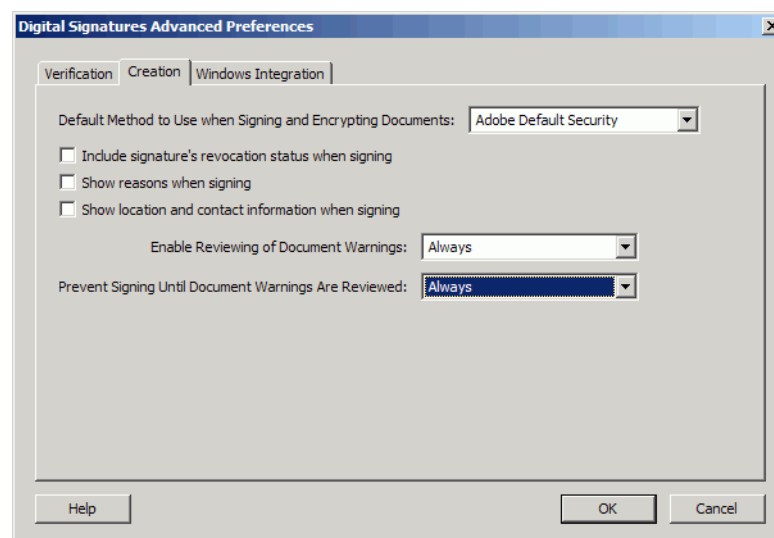 Digital Signatures Advanced Preferences
Verification Creation Windows Integration
Default Method to Use when Signing and Encrypting Documents: Adobe Default Security
Include signature's revocation status when signing
Show reasons when signing
Show location and contact information when signing
Enable Reviewing of Document Warnings: Always
Prevent Signing Until Document Warnings Are Reviewed: Always
Help OK Cancel